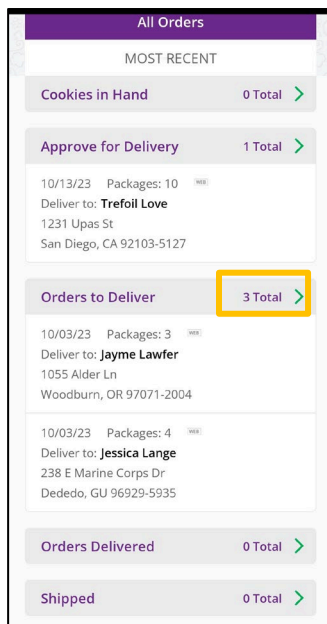 All Orders
MOST RECENT
Cookies in Hand 0 Total
Approve for Delivery 1 Total
10/13/23 Packages: 10 WEB
Deliver to: Trefoil Love
1231 Upas St
San Diego, CA 92103-5127
Orders to Deliver 3 Total
10/03/23 Packages: 3 WEB
Deliver to: Jayme Lawfer
1055 Alder Ln
Woodburn, OR 97071-2004
10/03/23 Packages: 4 WEB
Deliver to: Jessica Lange
238 E Marine Corps Dr
Dededo, GU 96929-5935
Orders Delivered 0 Total
Shipped 0 Total